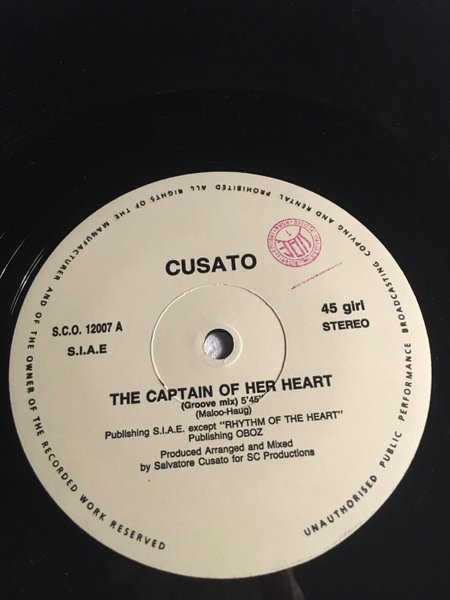 ALL RIGHTS OF THE MANUFACTURER AND OF THE OWNER OF THE RECORDED WORK RESERVED
UNAUTHORISED PUBLIC PERFORMANCE BROADCASTING COPYING AND RENTAL PROHIBITED
CUSATO
S.C.O. 12007 A
S.I.A.E
45 giri
STEREO
THE CAPTAIN OF HER HEART
(Groove mix) 5'45"
(Maloo-Haug)
Publishing S.I.A.E. except "RHYTHM OF THE HEART"
Publishing OBOZ
Produced Arranged and Mixed
by Salvatore Cusato for SC Productions